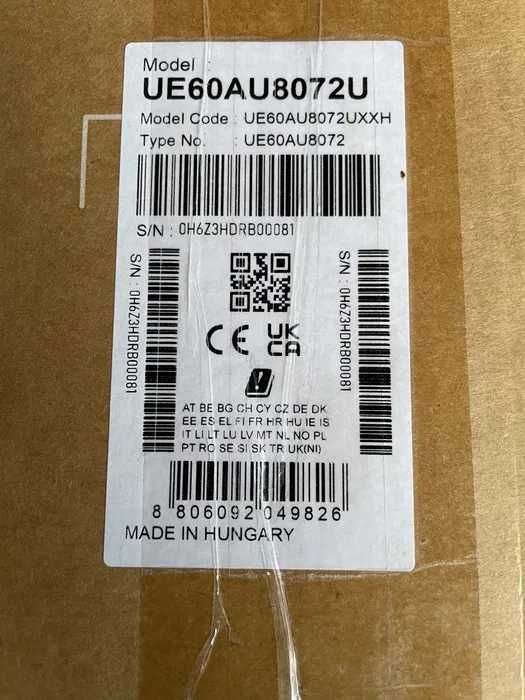 Model :
UE60AU8072U
Model Code : UE60AU8072UXXH
Type No. : UE60AU8072
S/N : 0H6Z3HDRB00081
S/N : 0H6Z3HDRB00081
S/N : 0H6Z3HDRB00081
CE UK
CA
AT BE BG CH CY CZ DE DK
EE ES EL FI FR HR HU IE IS
IT LI LT LU LV MT NL NO PL
PT RO SE SI SK TR UK(NI)
8 806092 049826
MADE IN HUNGARY